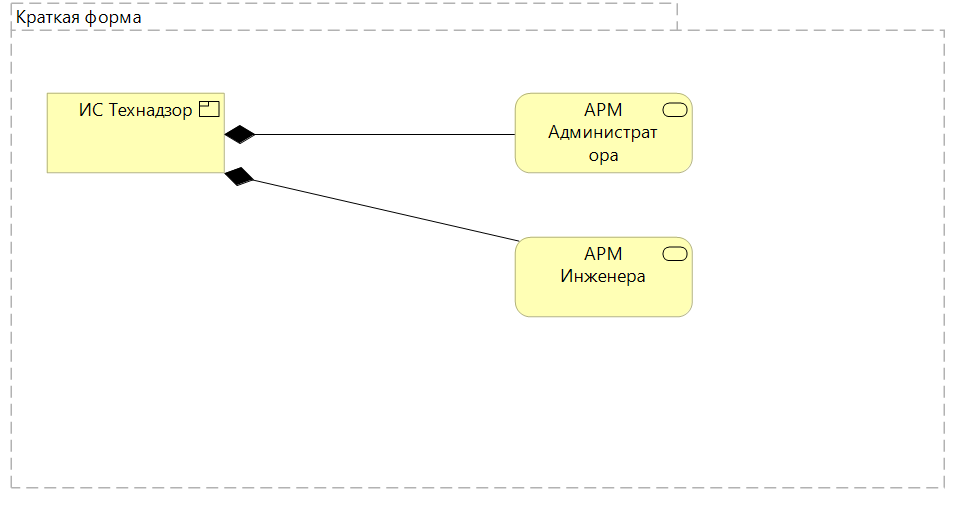 Краткая форма
ИС Технадзор
АРМ
Администрат
ора
АРМ
Инженера